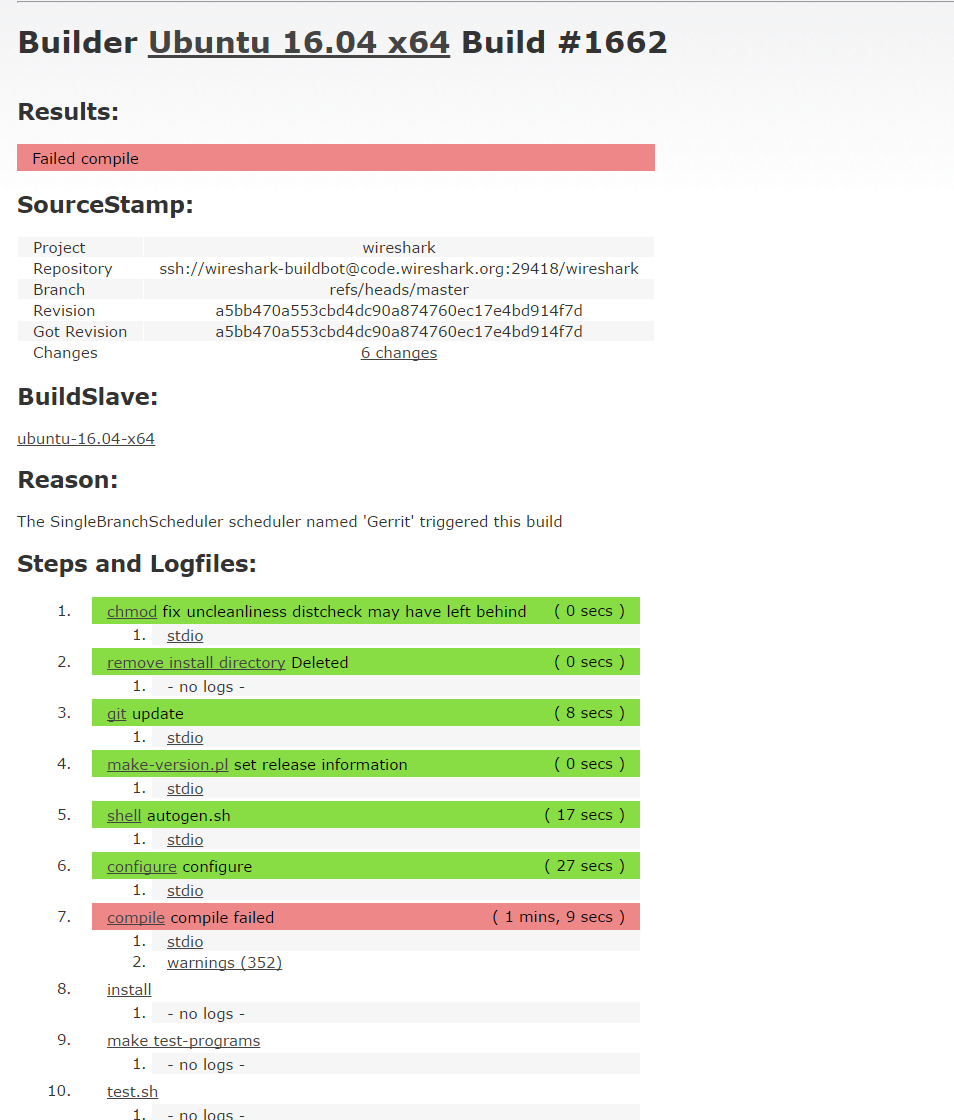 Builder Ubuntu 16.04 x64 Build #1662
Results:
Failed compile
SourceStamp:
Project wireshark
Repository ssh://wireshark-buildbot@code.wireshark.org:29418/wireshark
Branch refs/heads/master
Revision a5bb470a553cbd4dc90a874760ec17e4bd914f7d
Got Revision a5bb470a553cbd4dc90a874760ec17e4bd914f7d
Changes 6 changes
BuildSlave:
ubuntu-16.04-x64
Reason:
The SingleBranchScheduler scheduler named 'Gerrit' triggered this build
Steps and Logfiles:
1. chmod fix uncleanliness distcheck may have left behind ( 0 secs )
1. stdio
2. remove install directory Deleted ( 0 secs )
1. - no logs -
3. git update ( 8 secs )
1. stdio
4. make-version.pl set release information ( 0 secs )
1. stdio
5. shell autogen.sh ( 17 secs )
1. stdio
6. configure configure ( 27 secs )
1. stdio
7. compile compile failed ( 1 mins, 9 secs )
1. stdio
2. warnings (352)
8. install
1. - no logs -
9. make test-programs
1. - no logs -
10. test.sh
1. - no logs -